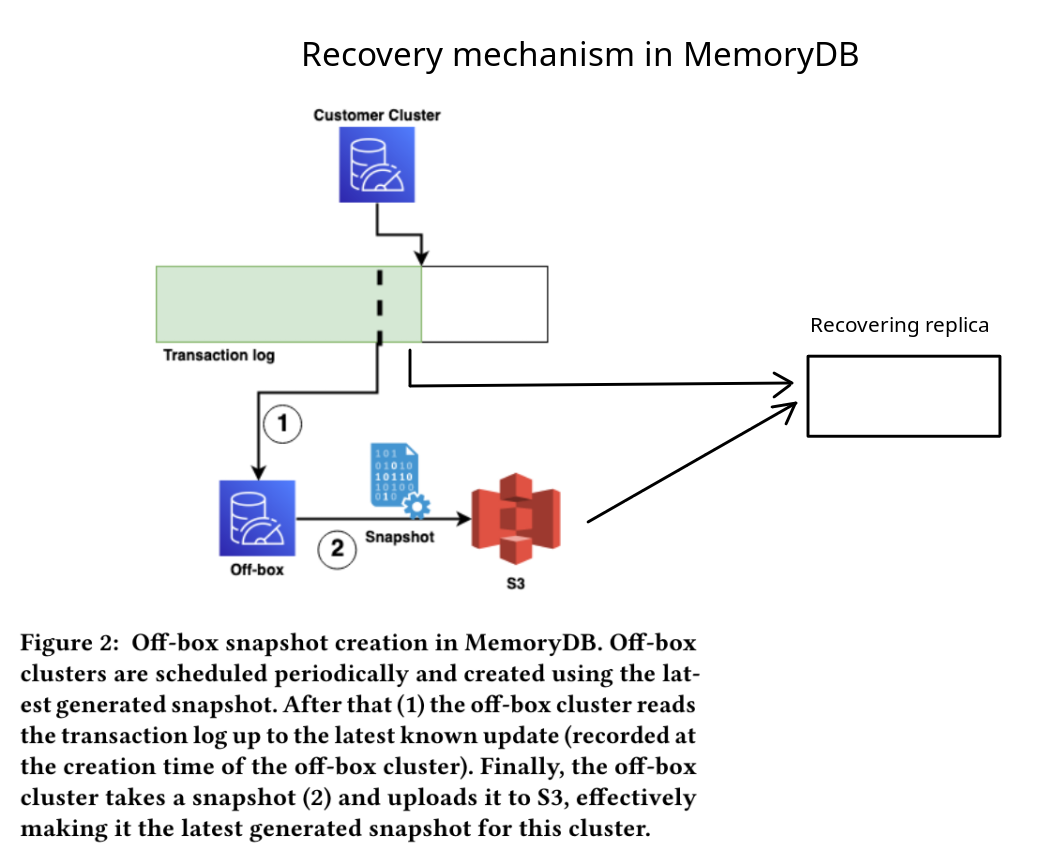 Recovery mechanism in MemoryDB
Customer Cluster
Transaction log
Recovering replica
1
101
01010
10110
10100
010
Snapshot
2
Off-box
S3
Figure 2: Off-box snapshot creation in MemoryDB. Off-box
clusters are scheduled periodically and created using the lat-
est generated snapshot. After that (1) the off-box cluster reads
the transaction log up to the latest known update (recorded at
the creation time of the off-box cluster). Finally, the off-box
cluster takes a snapshot (2) and uploads it to S3, effectively
making it the latest generated snapshot for this cluster.